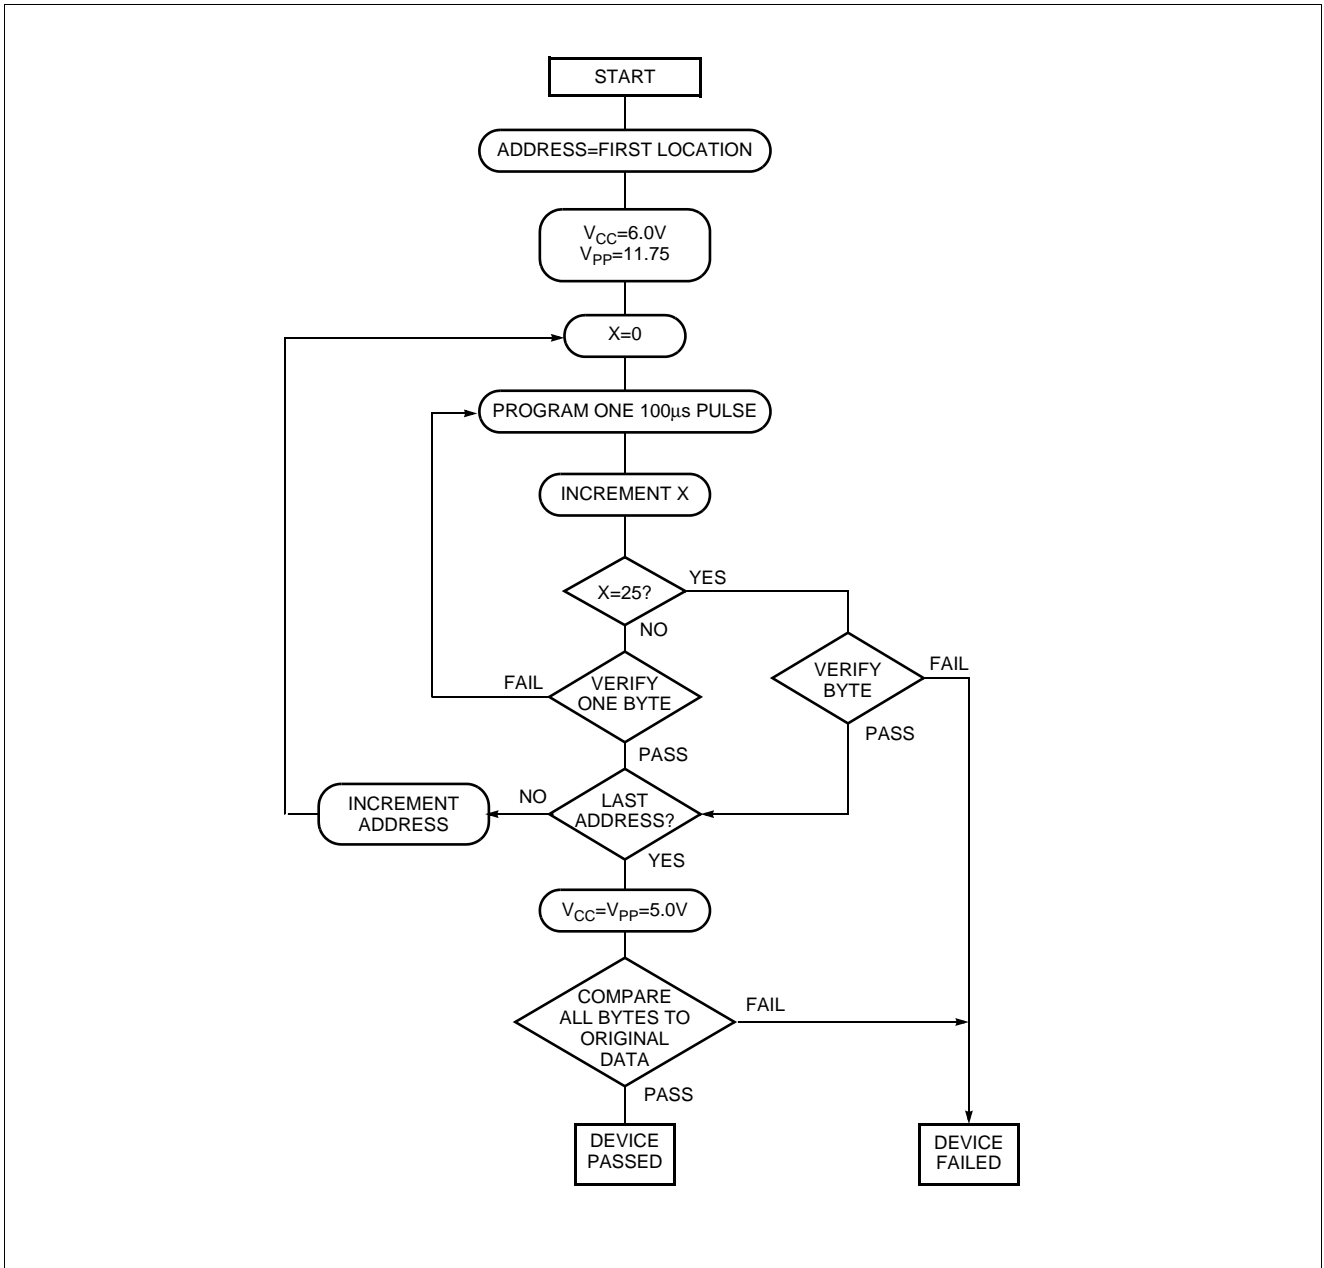 START
ADDRESS=FIRST LOCATION
VCC=6.0V
VPP=11.75
X=0
PROGRAM ONE 100µs PULSE
INCREMENT X
X=25?
YES
NO
VERIFY
ONE BYTE
FAIL
PASS
VERIFY
BYTE
FAIL
PASS
LAST
ADDRESS?
NO
INCREMENT
ADDRESS
YES
VCC=VPP=5.0V
COMPARE
ALL BYTES TO
ORIGINAL
DATA
FAIL
PASS
DEVICE
PASSED
DEVICE
FAILED